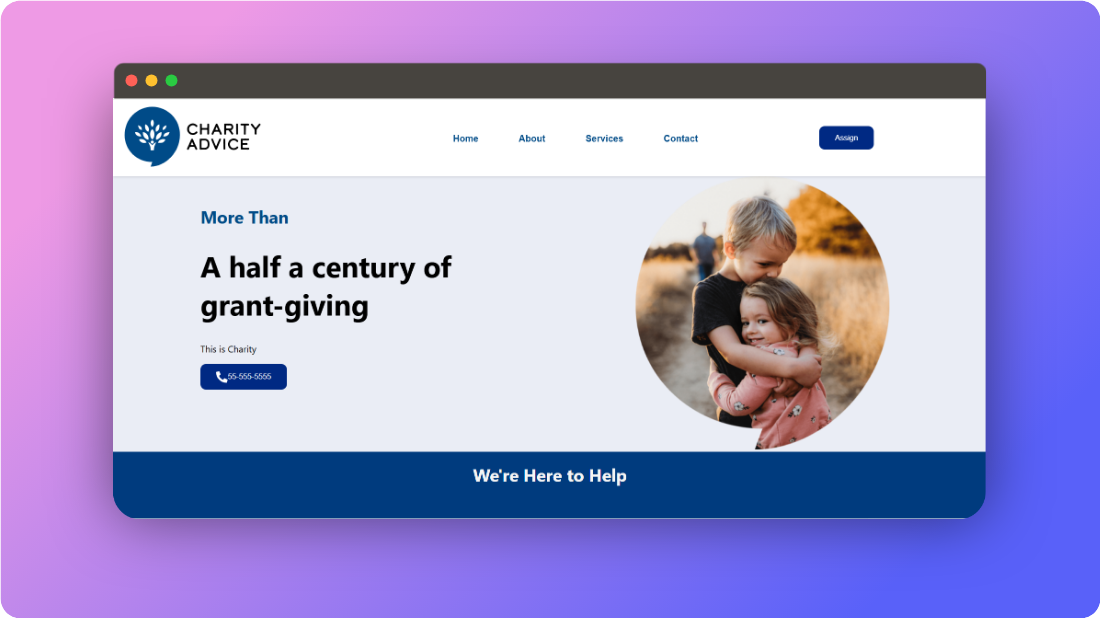 CHARITY
ADVICE
Home
About
Services
Contact
Assign
More Than
A half a century of
grant-giving
This is Charity
55-555-5555
We're Here to Help